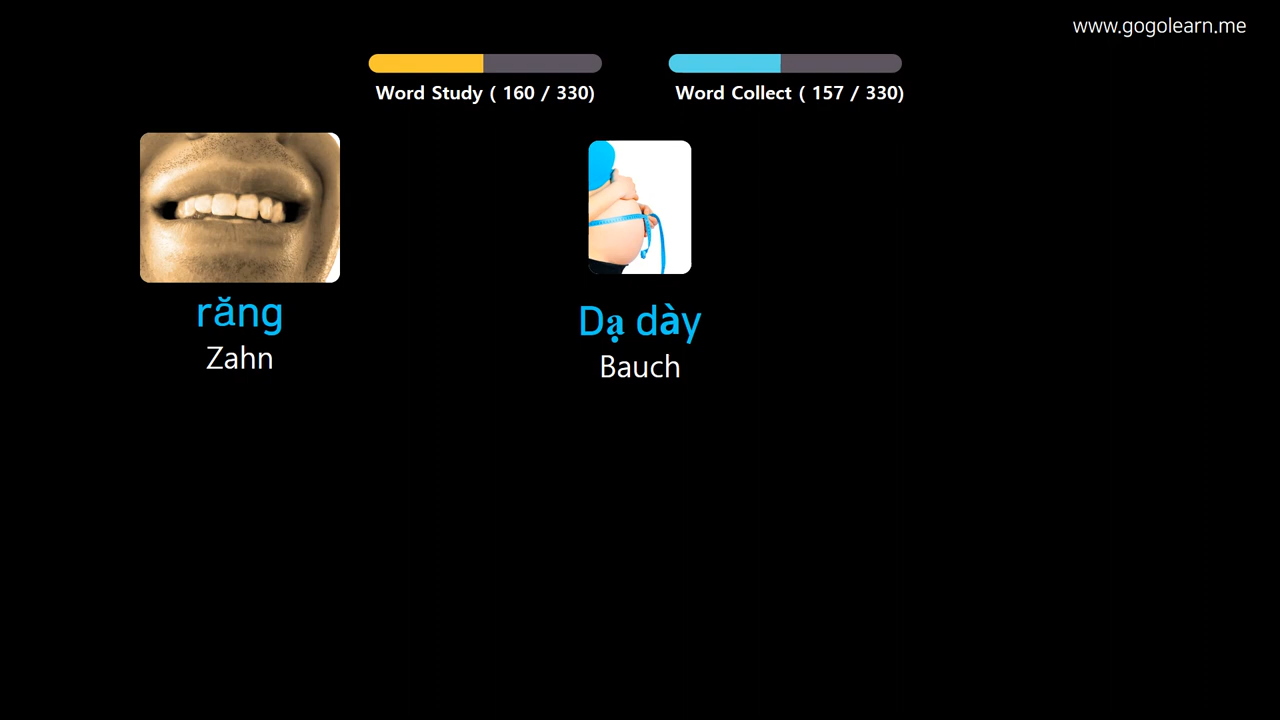 www.gogolearn.me
Word Study ( 160 / 330)
Word Collect ( 157 / 330)
răng
Zahn
Dạ dày
Bauch